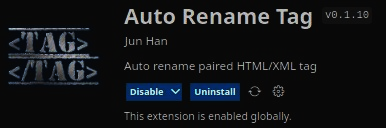 <TAG>
</TAG>
Auto Rename Tag v0.1.10
Jun Han
Auto rename paired HTML/XML tag
Disable Uninstall
This extension is enabled globally.